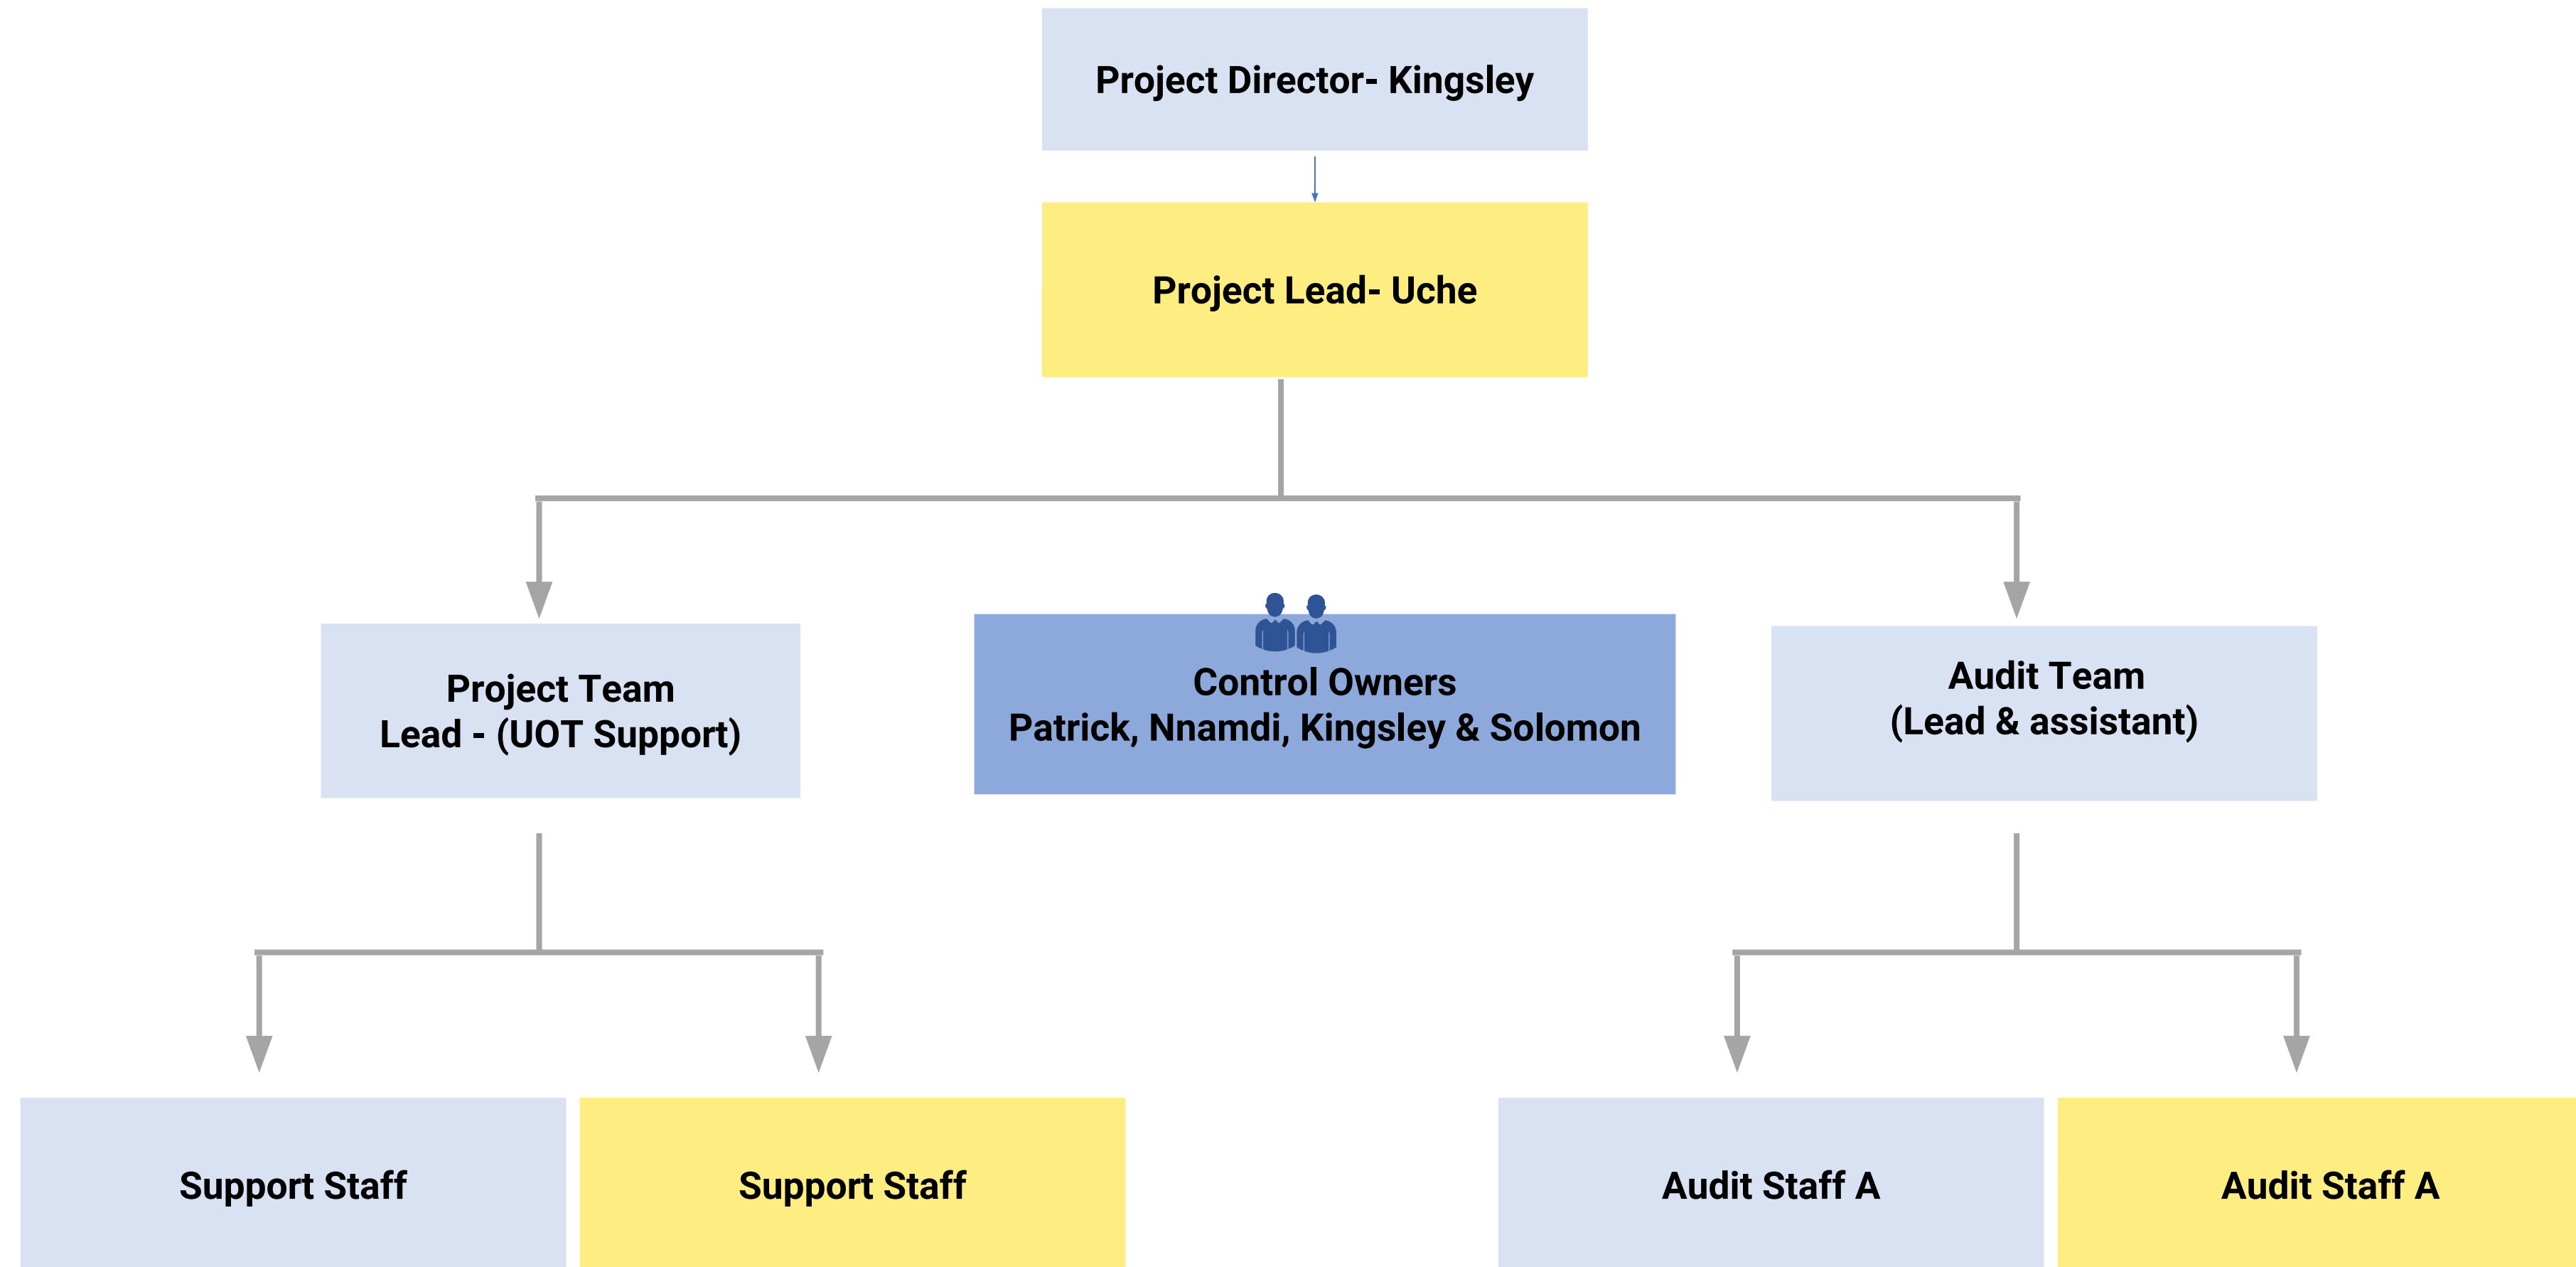 Project Director- Kingsley
Project Lead- Uche
Project Team
Lead - (UOT Support)
Control Owners
Patrick, Nnamdi, Kingsley & Solomon
Audit Team
(Lead & assistant)
Support Staff
Support Staff
Audit Staff A
Audit Staff A